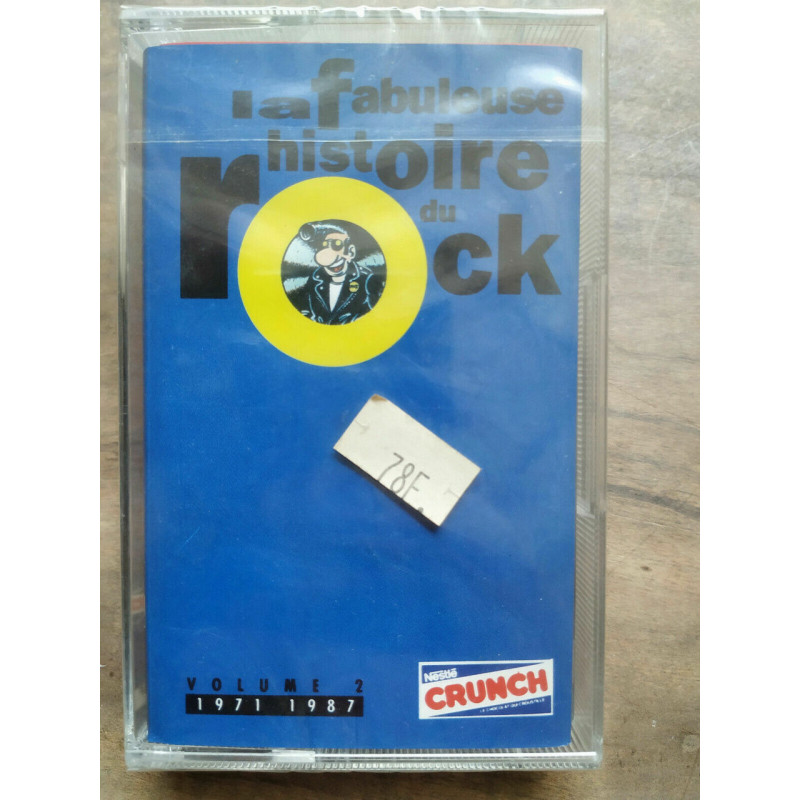 la fabuleuse
histoire
du
rock
78F.
VOLUME 2
1971 1987
Nestlé
CRUNCH